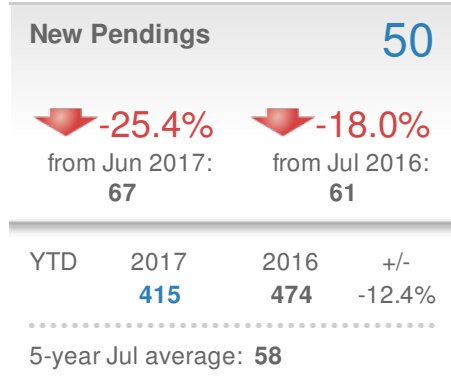 New Pendings 50
-25.4% -18.0%
from Jun 2017: from Jul 2016:
67 61
YTD 2017 2016 +/-
415 474 -12.4%
5-year Jul average: 58